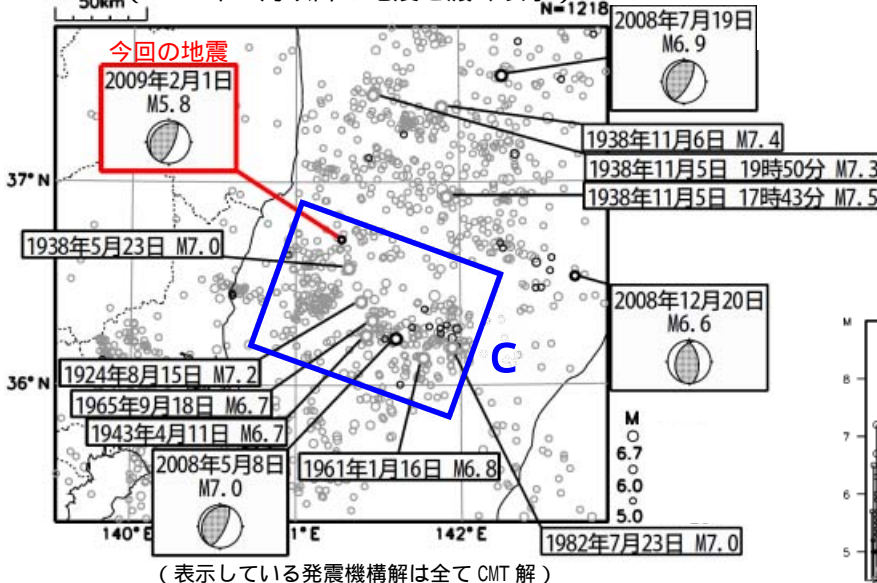 50km
N=1218
今回の地震
2009年2月1日
M5.8
2008年7月19日
M6.9
1938年11月6日 M7.4
1938年11月5日 19時50分 M7.3
1938年11月5日 17時43分 M7.5
37°N
1938年5月23日 M7.0
2008年12月20日
M6.6
C
1924年8月15日 M7.2
36°N
1965年9月18日 M6.7
1943年4月11日 M6.7
2008年5月8日
M7.0
1961年1月16日 M6.8
1982年7月23日 M7.0
M
6.7
6.0
5.0
140°E
1°E
142°E
M
8
7
6
5
(表示している発震機構解は全て CMT 解)